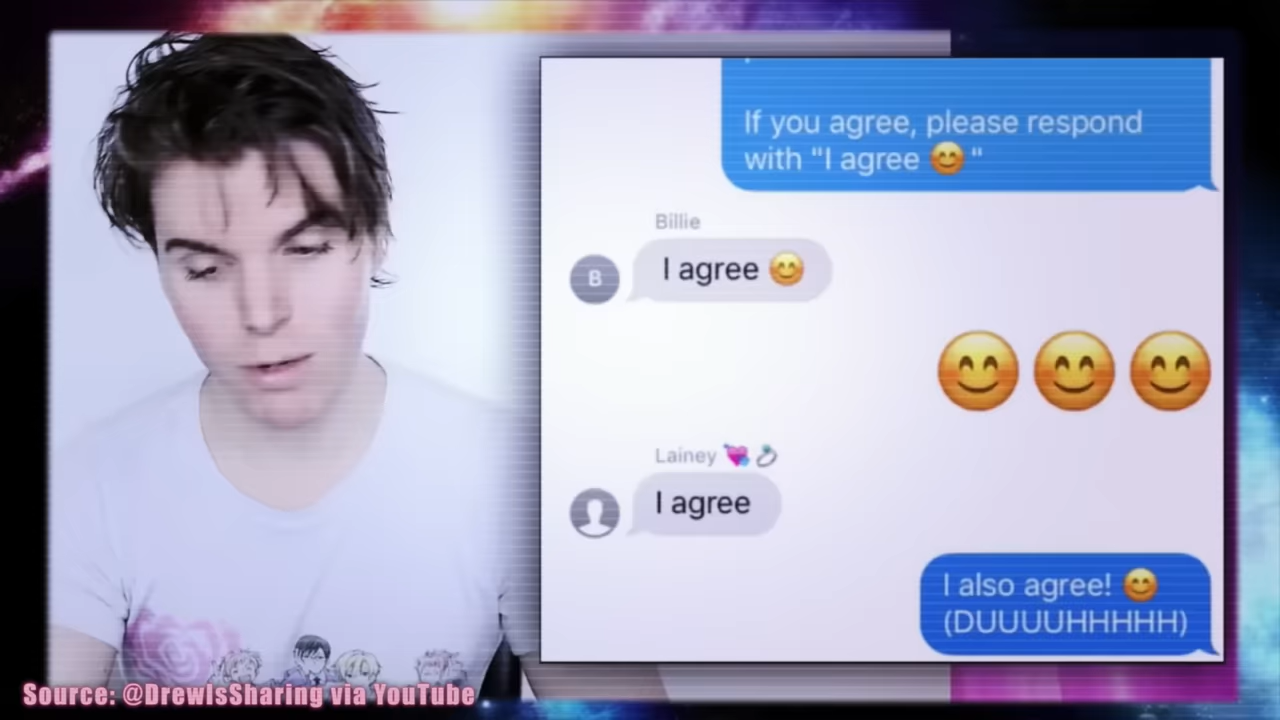 If you agree, please respond
with "I agree 😊 "
Billie
B
I agree 😊
😊 😊 😊
Lainey 💘 💍
I agree
I also agree! 😊
(DUUUUHHHHH)
Source: @DrewIsSharing via YouTube